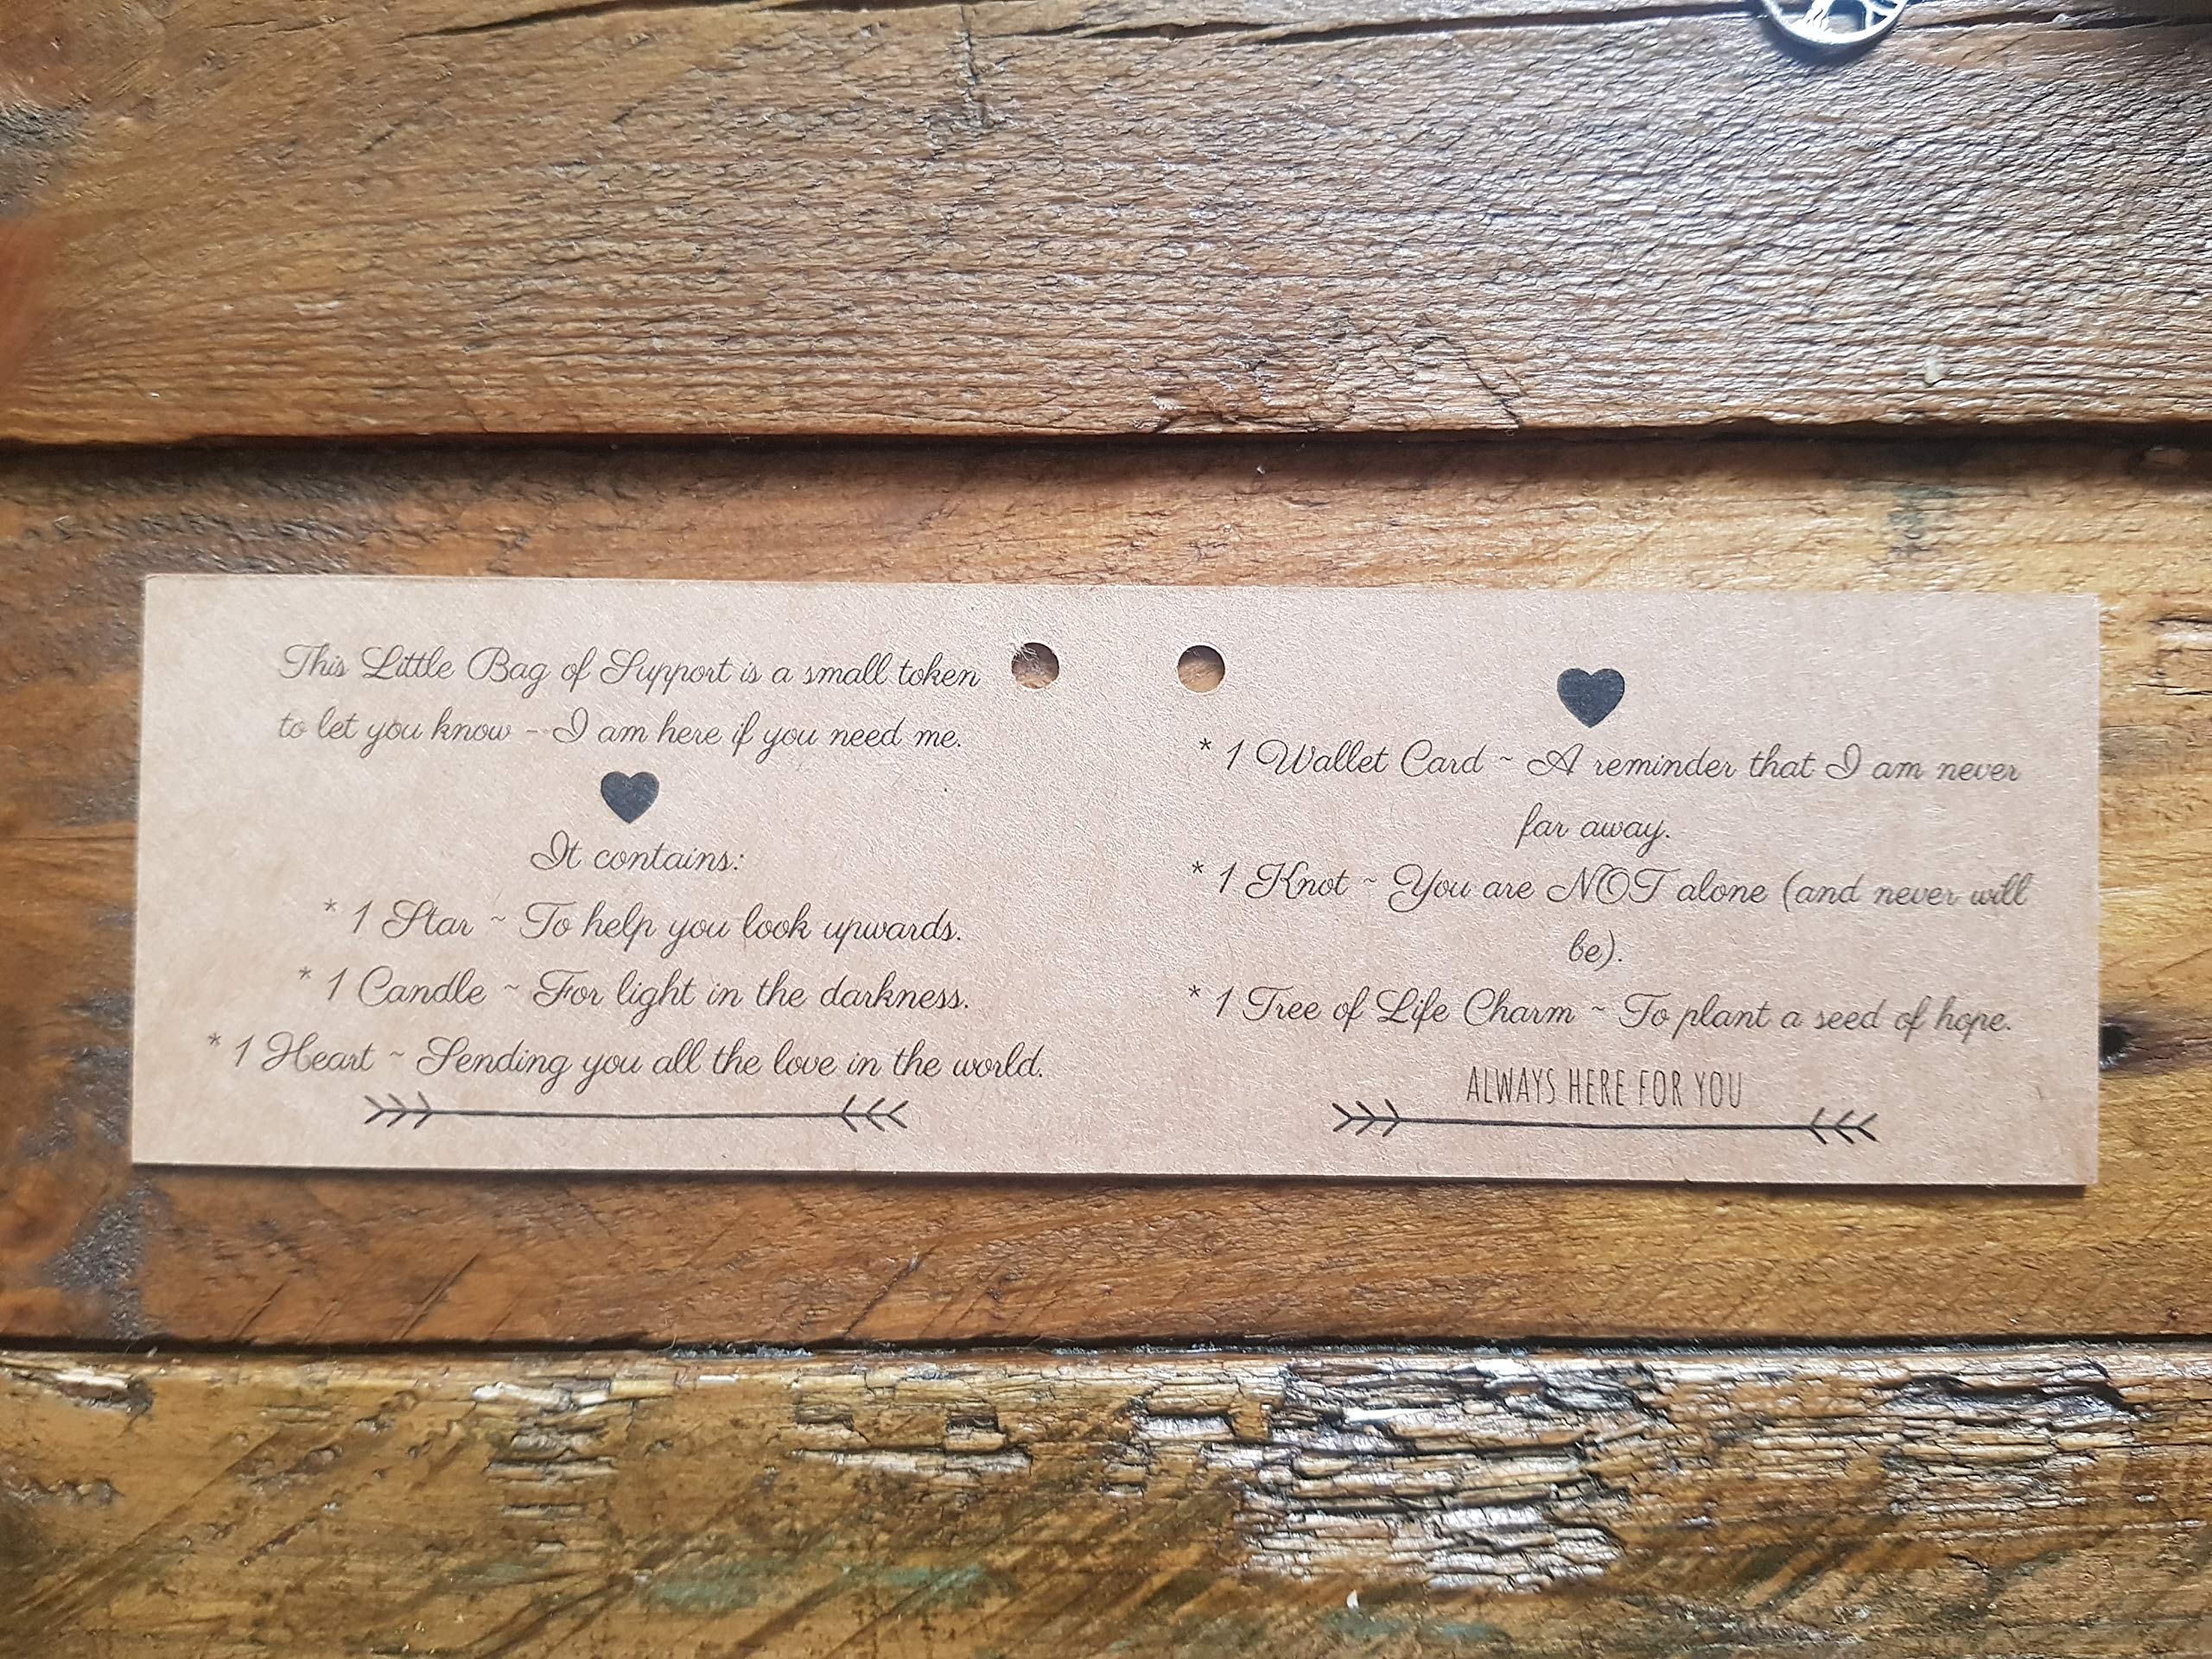 This Little Bag of Support is a small token
to let you know - I am here if you need me.
It contains:
* 1 Star ~ To help you look upwards.
* 1 Candle ~ For light in the darkness.
* 1 Heart ~ Sending you all the love in the world.
* 1 Wallet Card ~ A reminder that I am never
far away.
* 1 Knot ~ You are NOT alone (and never will
be).
* 1 Tree of Life Charm ~ To plant a seed of hope.
ALWAYS HERE FOR YOU